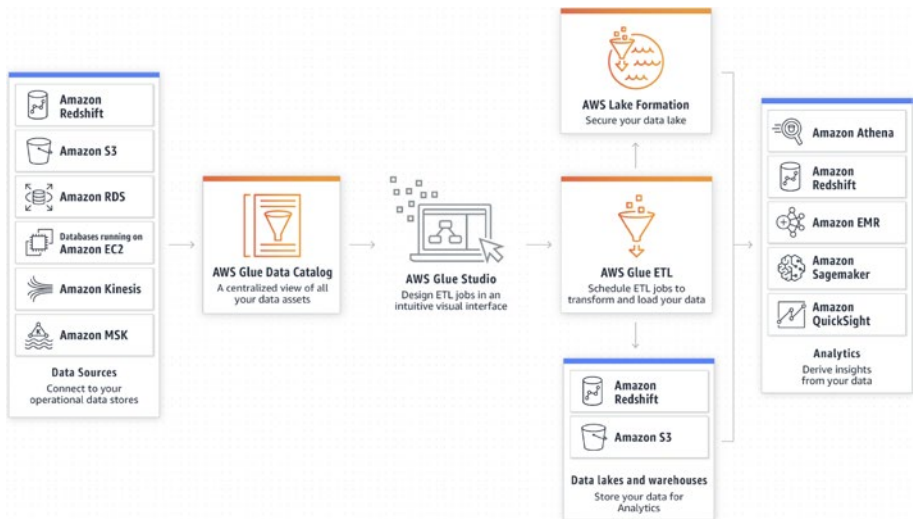 Amazon
Redshift
Amazon S3
Amazon RDS
Databases running on
Amazon EC2
Amazon Kinesis
Amazon MSK
Data Sources
Connect to your
operational data stores
AWS Glue Data Catalog
A centralized view of all
your data assets
AWS Glue Studio
Design ETL jobs in an
intuitive visual interface
AWS Lake Formation
Secure your data lake
AWS Glue ETL
Schedule ETL jobs to
transform and load your data
Amazon
Redshift
Amazon S3
Data lakes and warehouses
Store your data for
Analytics
Amazon Athena
Amazon
Redshift
Amazon EMR
Amazon
Sagemaker
Amazon
QuickSight
Analytics
Derive insights
from your data